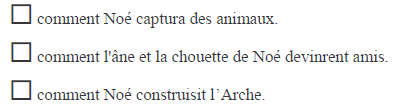 comment Noé captura des animaux.
comment l'âne et la chouette de Noé devinrent amis.
comment Noé construisit l’Arche.